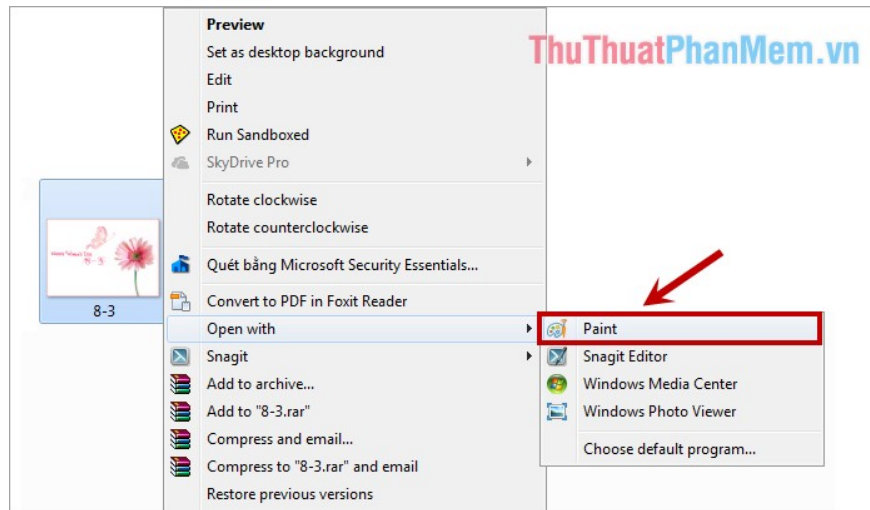 Preview
ThuThuatPhanMem.vn
Set as desktop background
Edit
Print
Run Sandboxed
SkyDrive Pro
Rotate clockwise
Rotate counterclockwise
Quét bằng Microsoft Security Essentials...
Convert to PDF in Foxit Reader
8-3
8-3
Open with
Paint
Snagit
Snagit Editor
Add to archive...
Windows Media Center
Add to "8-3.rar"
Windows Photo Viewer
Compress and email...
Choose default program...
Compress to "8-3.rar" and email
Restore previous versions